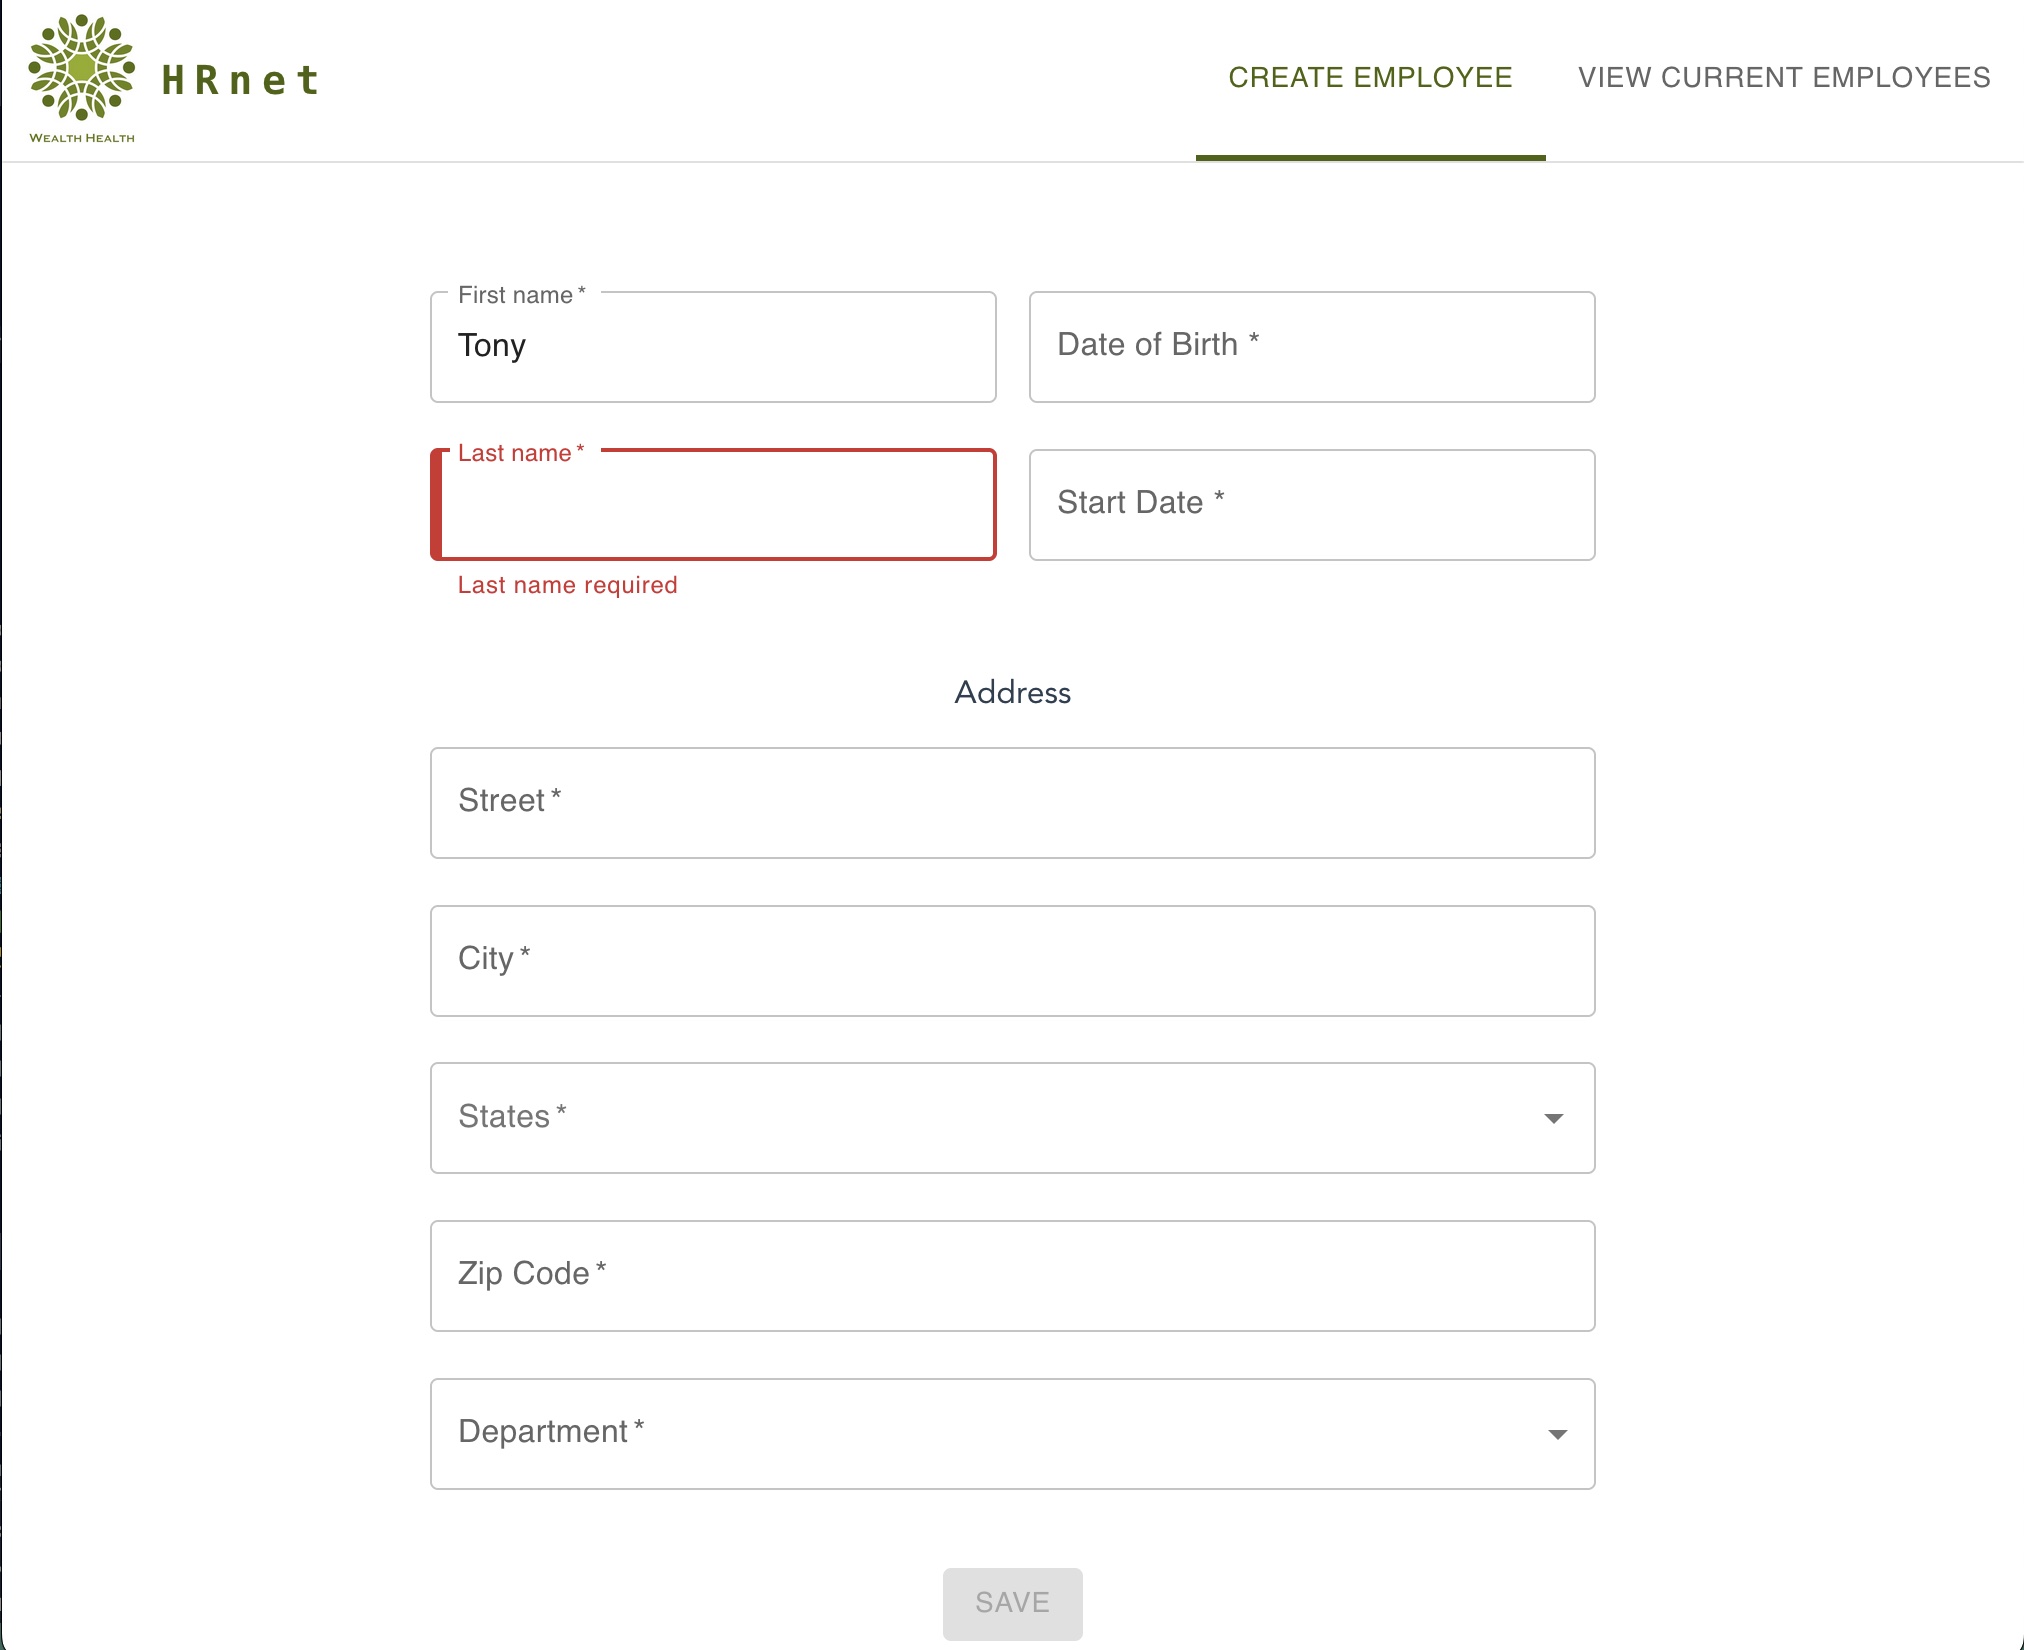 HRnet
WEALTH HEALTH
CREATE EMPLOYEE
VIEW CURRENT EMPLOYEES
First name *
Tony
Date of Birth *
Last name *
Start Date *
Last name required
Address
Street *
City *
States *
Zip Code *
Department *
SAVE